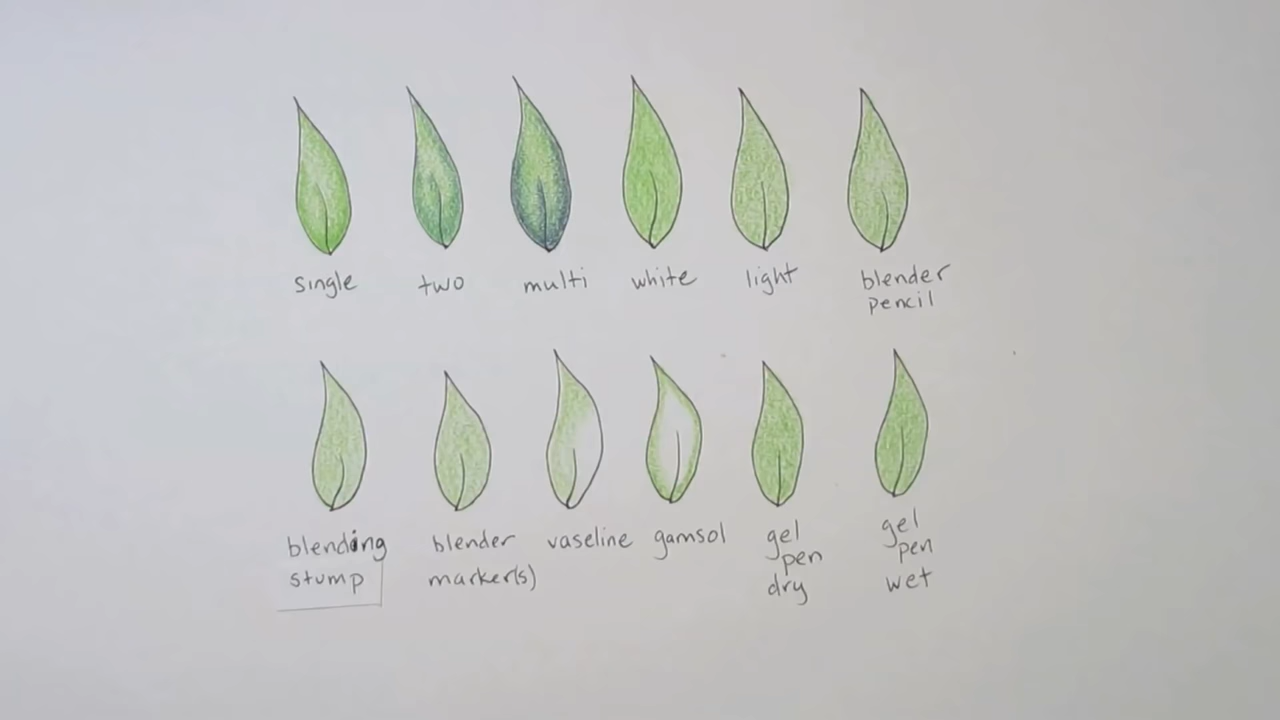 single two multi white light blender
pencil
blending blender vaseline gamsol gel gel
stump marker(s) pen pen
dry wet